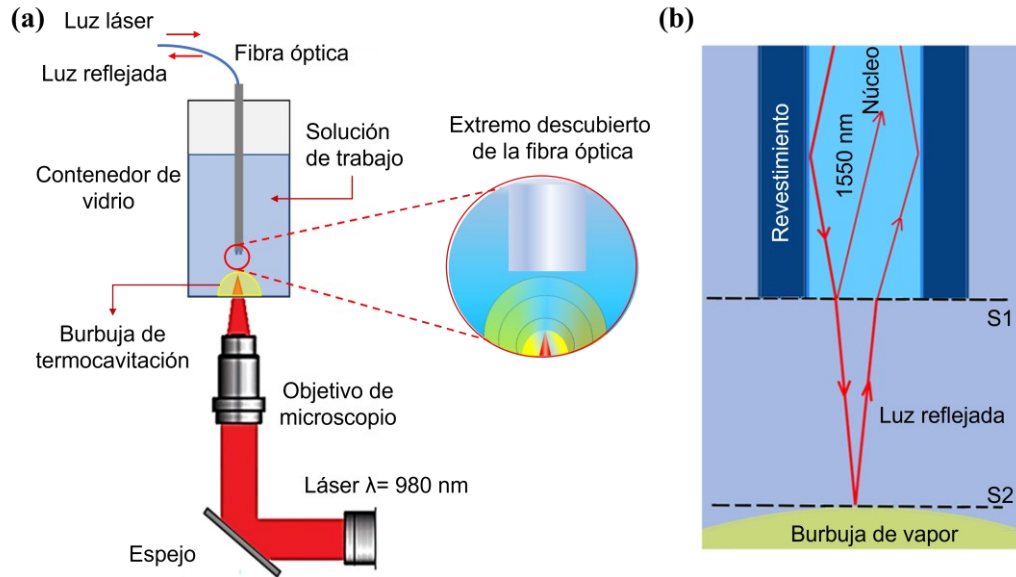 (a)
Luz láser
Luz reflejada
Fibra óptica
Contenedor de
vidrio
Solución
de trabajo
Extremo descubierto
de la fibra óptica
Burbuja de
termocavitación
Objetivo de
microscopio
Láser λ= 980 nm
Espejo
(b)
Revestimiento
1550 nm
Núcleo
S1
Luz reflejada
S2
Burbuja de vapor